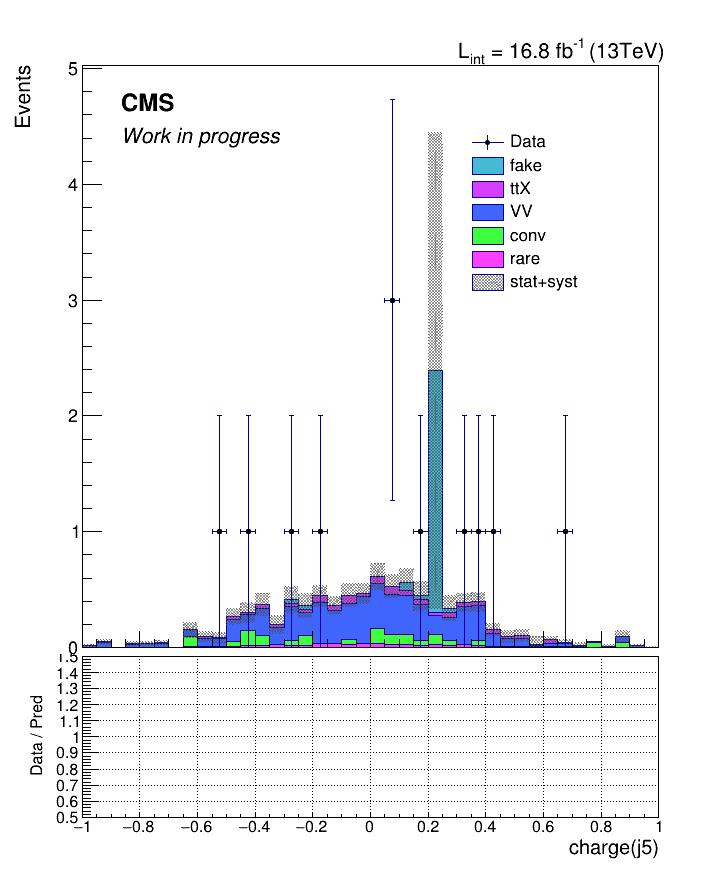 L_int = 16.8 fb^-1 (13TeV)
Events
CMS
Work in progress
Data
fake
ttX
VV
conv
rare
stat+syst
5
4
3
2
1
0
Data / Pred
1.5
1.4
1.3
1.2
1.1
1
0.9
0.8
0.7
0.6
0.5
−1 −0.8 −0.6 −0.4 −0.2 0 0.2 0.4 0.6 0.8 1
charge(j5)